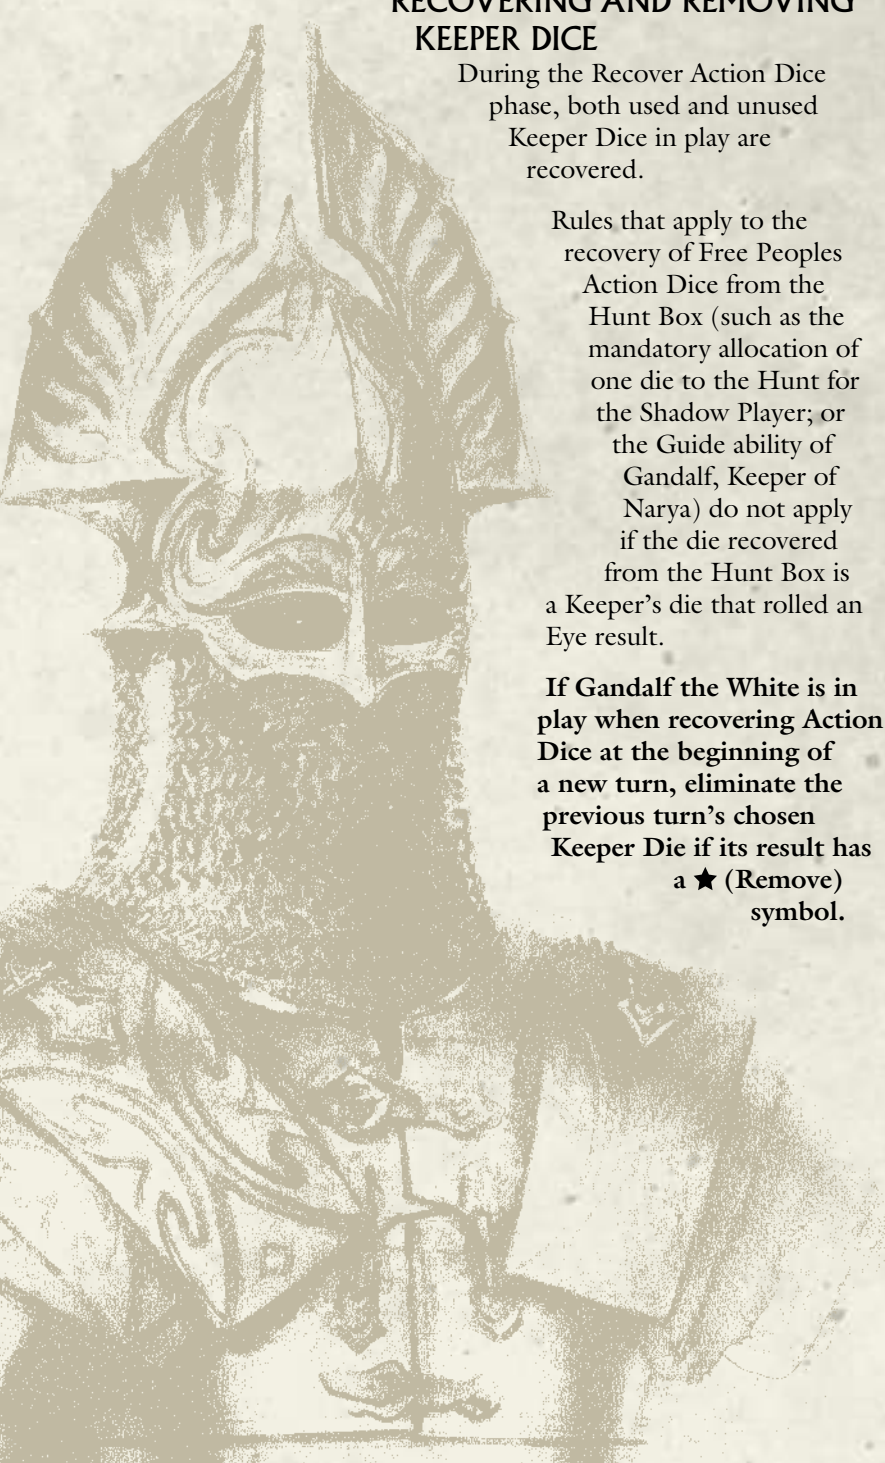 RECOVERING AND REMOVING
KEEPER DICE
During the Recover Action Dice
phase, both used and unused
Keeper Dice in play are
recovered.
Rules that apply to the
recovery of Free Peoples
Action Dice from the
Hunt Box (such as the
mandatory allocation of
one die to the Hunt for
the Shadow Player; or
the Guide ability of
Gandalf, Keeper of
Narya) do not apply
if the die recovered
from the Hunt Box is
a Keeper’s die that rolled an
Eye result.
If Gandalf the White is in
play when recovering Action
Dice at the beginning of
a new turn, eliminate the
previous turn’s chosen
Keeper Die if its result has
a ★ (Remove)
symbol.